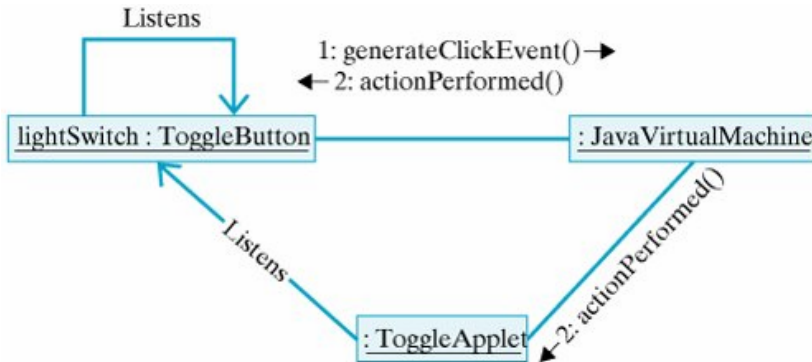 Listens
1: generateClickEvent()
2: actionPerformed()
lightSwitch : ToggleButton
: JavaVirtualMachine
Listens
2: actionPerformed()
: ToggleApplet